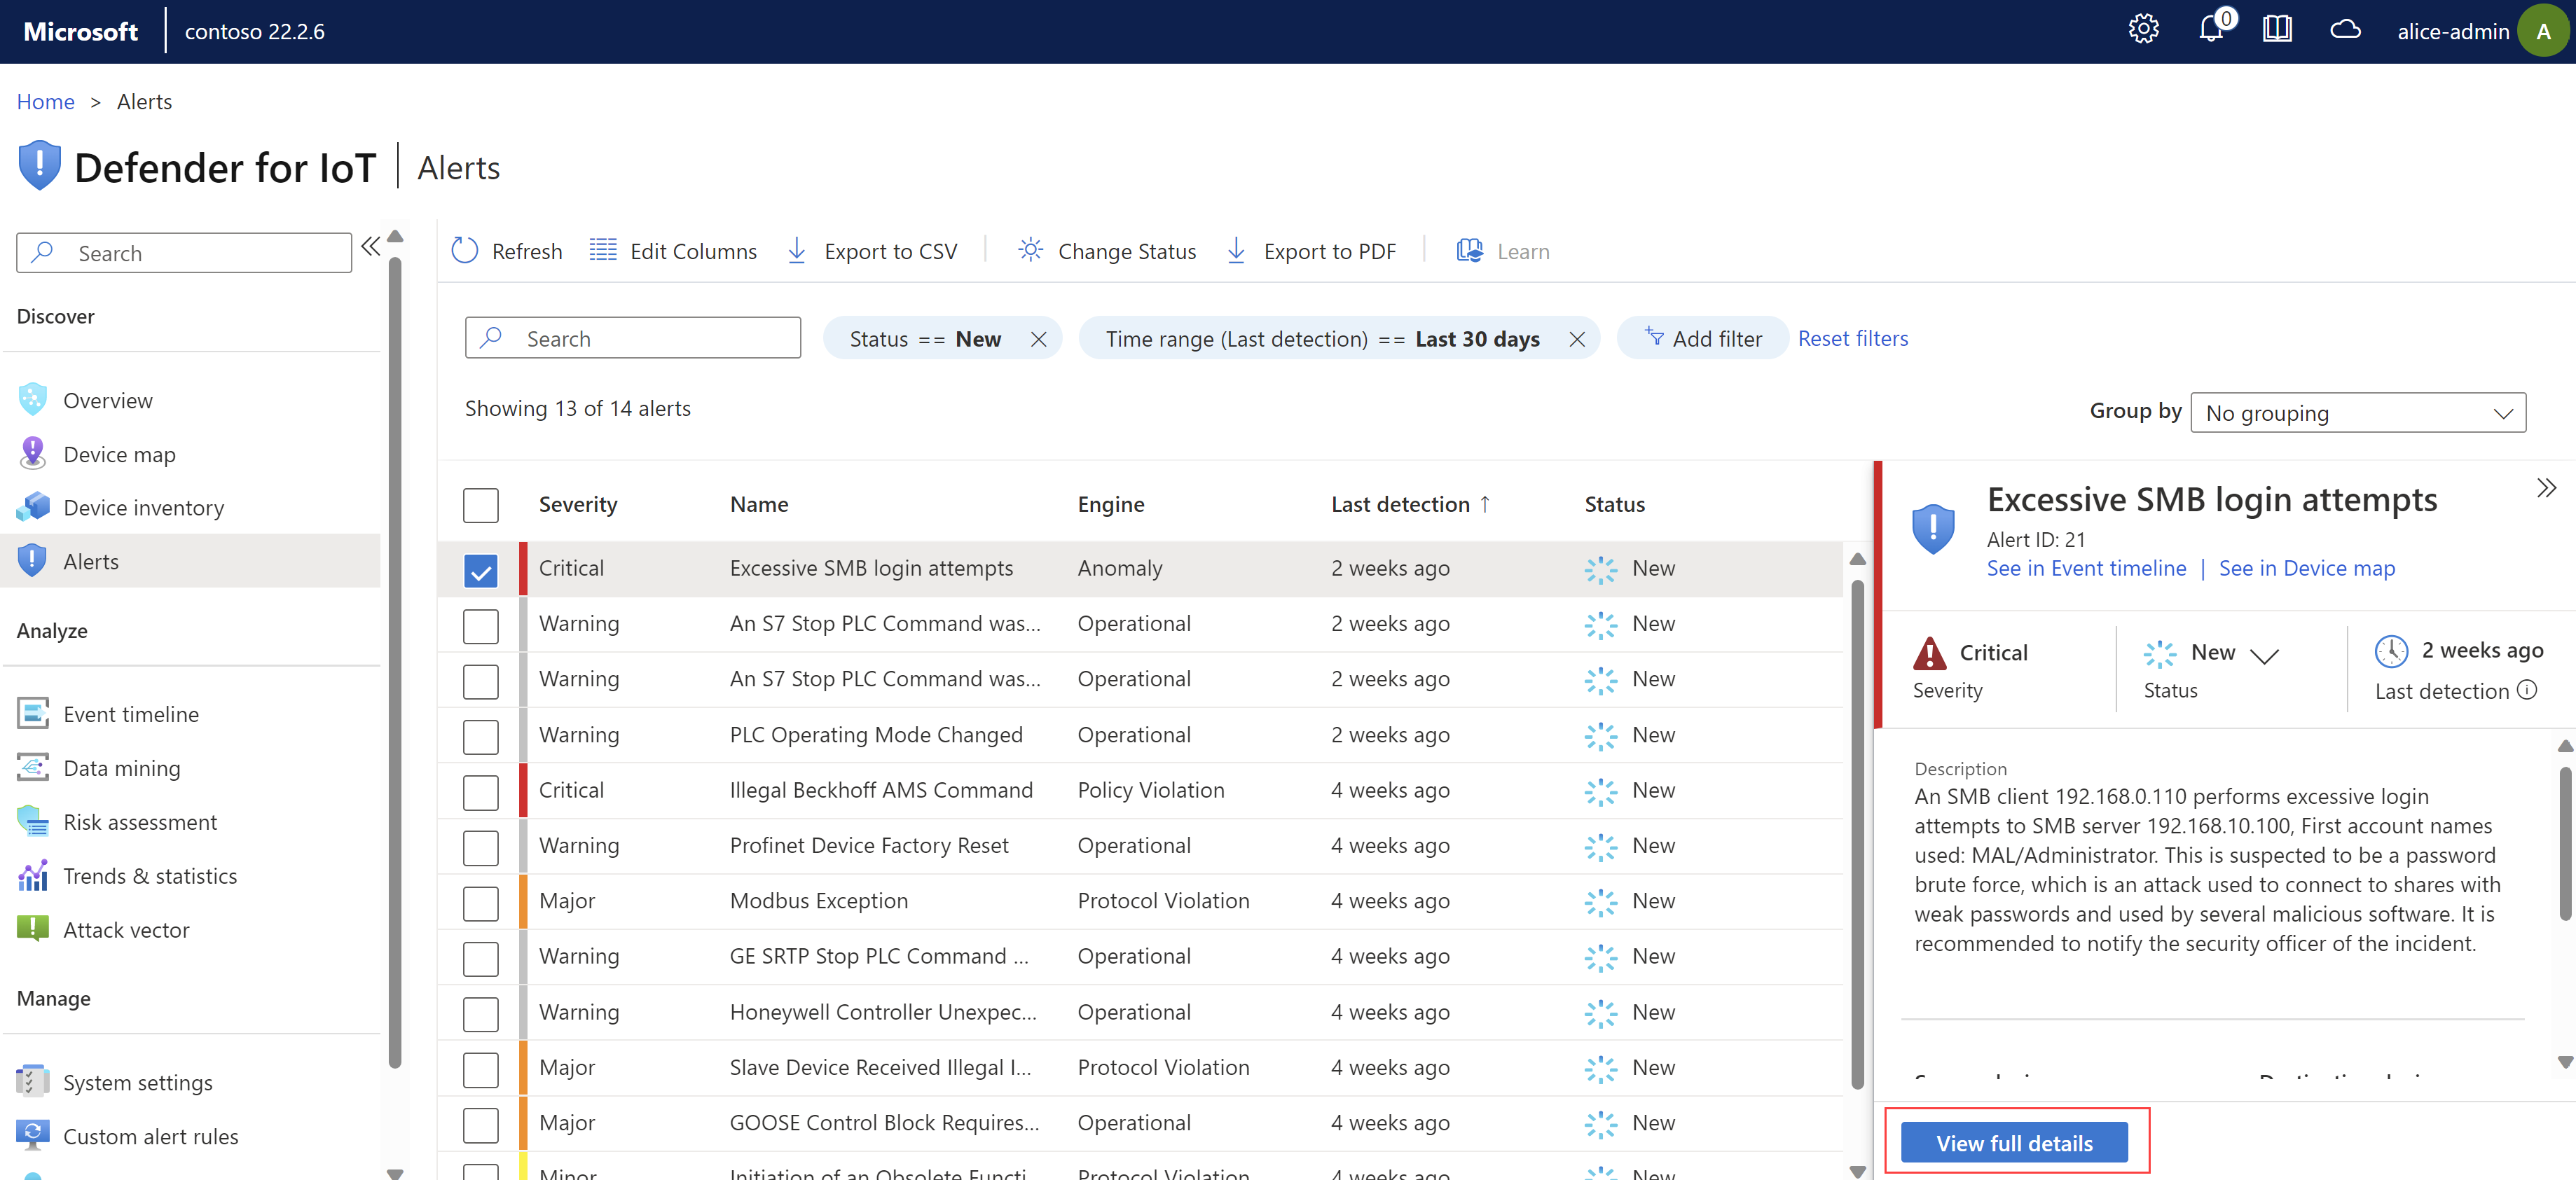 Microsoft
contoso 22.2.6
0
alice-admin
A
Home > Alerts
Defender for IoT
Alerts
Search
Discover
Overview
Device map
Device inventory
Alerts
Analyze
Event timeline
Data mining
Risk assessment
Trends & statistics
Attack vector
Manage
System settings
Custom alert rules
Refresh
Edit Columns
Export to CSV
Change Status
Export to PDF
Learn
Search
Status == New
Time range (Last detection) == Last 30 days
Add filter
Reset filters
Showing 13 of 14 alerts
Group by
No grouping
Severity Name Engine Last detection ↑ Status
Critical Excessive SMB login attempts Anomaly 2 weeks ago New
Warning An S7 Stop PLC Command was... Operational 2 weeks ago New
Warning An S7 Stop PLC Command was... Operational 2 weeks ago New
Warning PLC Operating Mode Changed Operational 2 weeks ago New
Critical Illegal Beckhoff AMS Command Policy Violation 4 weeks ago New
Warning Profinet Device Factory Reset Operational 4 weeks ago New
Major Modbus Exception Protocol Violation 4 weeks ago New
Warning GE SRTP Stop PLC Command ... Operational 4 weeks ago New
Warning Honeywell Controller Unexpec... Operational 4 weeks ago New
Major Slave Device Received Illegal I... Protocol Violation 4 weeks ago New
Major GOOSE Control Block Requires... Operational 4 weeks ago New
Minor Initiation of an Obsolete Functi... Protocol Violation 4 weeks ago New
Excessive SMB login attempts
Alert ID: 21
See in Event timeline | See in Device map
Critical
Severity
New
Status
2 weeks ago
Last detection
Description
An SMB client 192.168.0.110 performs excessive login
attempts to SMB server 192.168.10.100, First account names
used: MAL/Administrator. This is suspected to be a password
brute force, which is an attack used to connect to shares with
weak passwords and used by several malicious software. It is
recommended to notify the security officer of the incident.
View full details